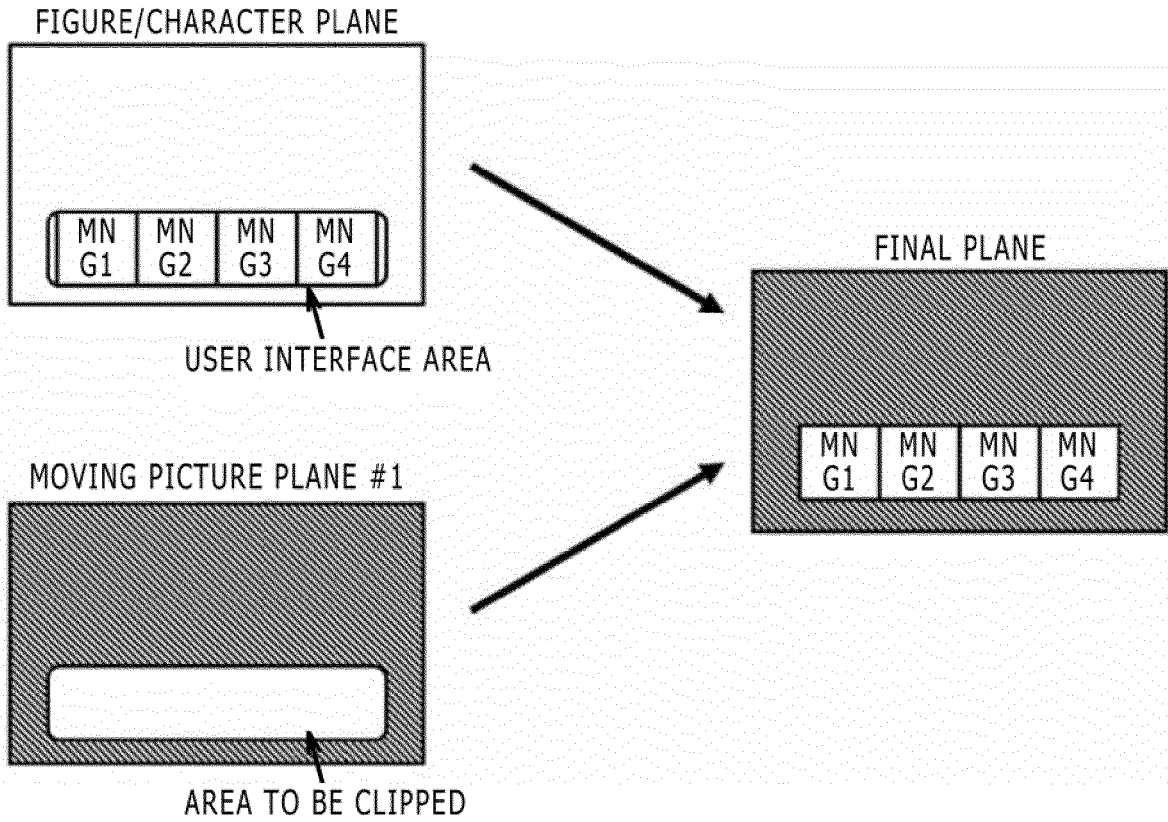 FIGURE/CHARACTER PLANE
MN MN MN MN
G1 G2 G3 G4
USER INTERFACE AREA
MOVING PICTURE PLANE #1
AREA TO BE CLIPPED
FINAL PLANE
MN MN MN MN
G1 G2 G3 G4